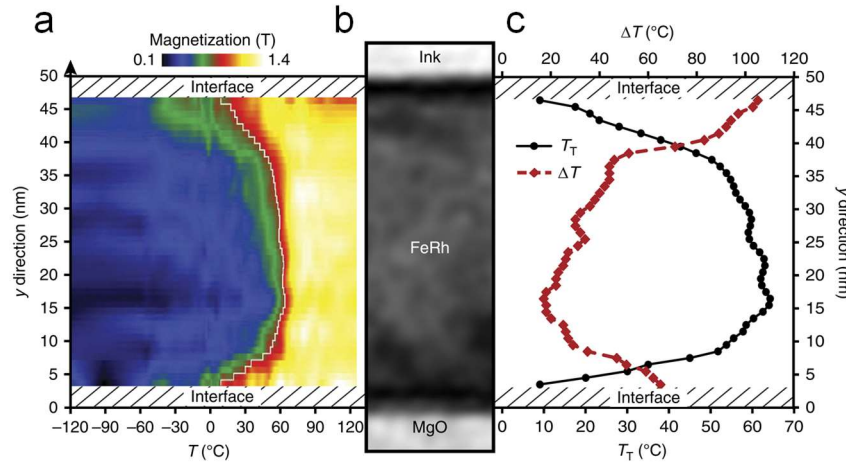 a
Magnetization (T)
0.1
1.4
50
45
40
35
30
25
20
15
10
5
0
y direction (nm)
Interface
Interface
−120
−90
−60
−30
0
30
60
90
120
T (°C)
b
Ink
FeRh
MgO
c
ΔT (°C)
0
20
40
60
80
100
120
Interface
T_T
ΔT
Interface
50
45
40
35
30
25
20
15
10
5
0
y direction (nm)
10
20
30
40
50
60
70
T_T (°C)